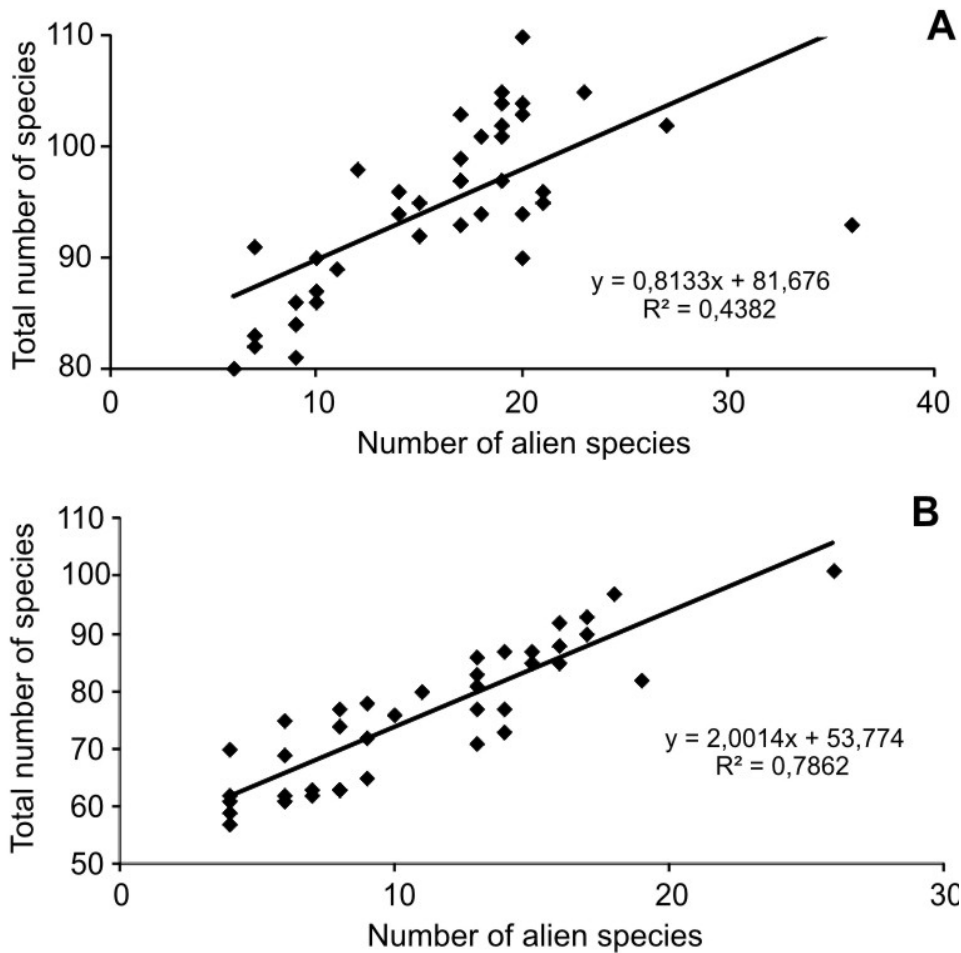 A
110
100
90
80
Total number of species
y = 0,8133x + 81,676
R² = 0,4382
0 10 20 30 40
Number of alien species
B
110
100
90
80
70
60
50
Total number of species
y = 2,0014x + 53,774
R² = 0,7862
0 10 20 30
Number of alien species